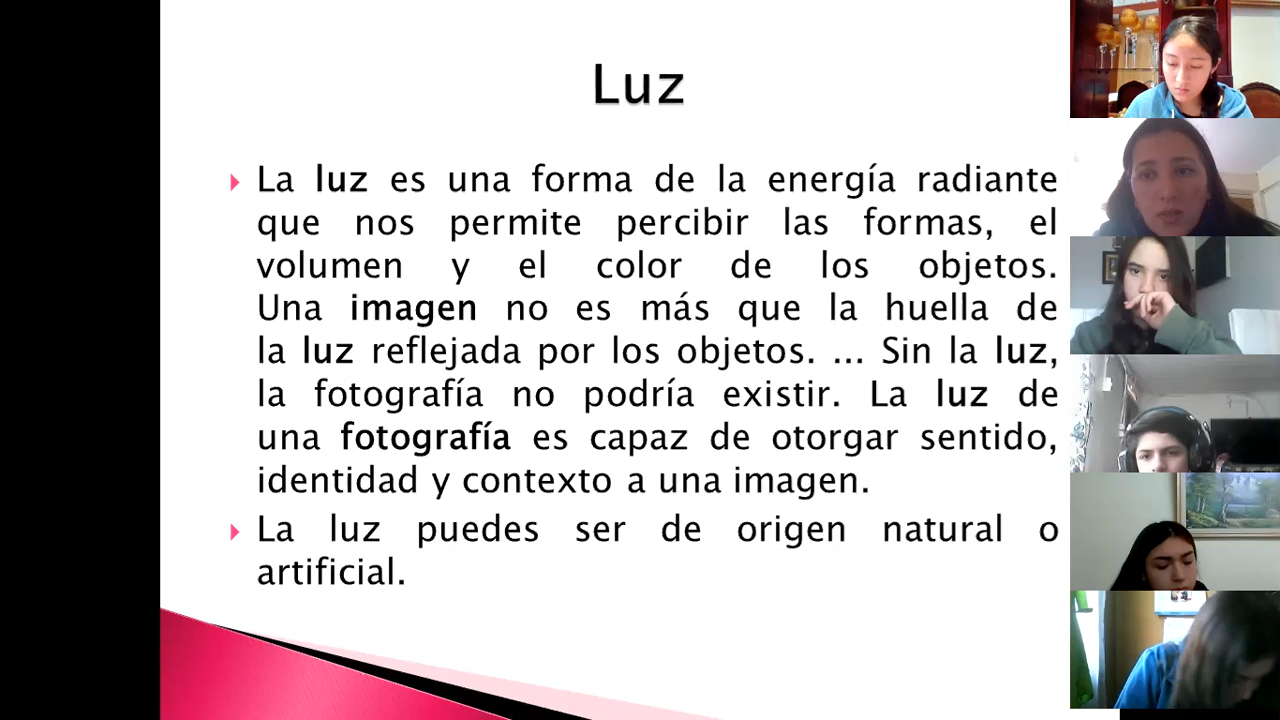 Luz
La luz es una forma de la energía radiante
que nos permite percibir las formas, el
volumen y el color de los objetos.
Una imagen no es más que la huella de
la luz reflejada por los objetos. ... Sin la luz,
la fotografía no podría existir. La luz de
una fotografía es capaz de otorgar sentido,
identidad y contexto a una imagen.
La luz puedes ser de origen natural o
artificial.